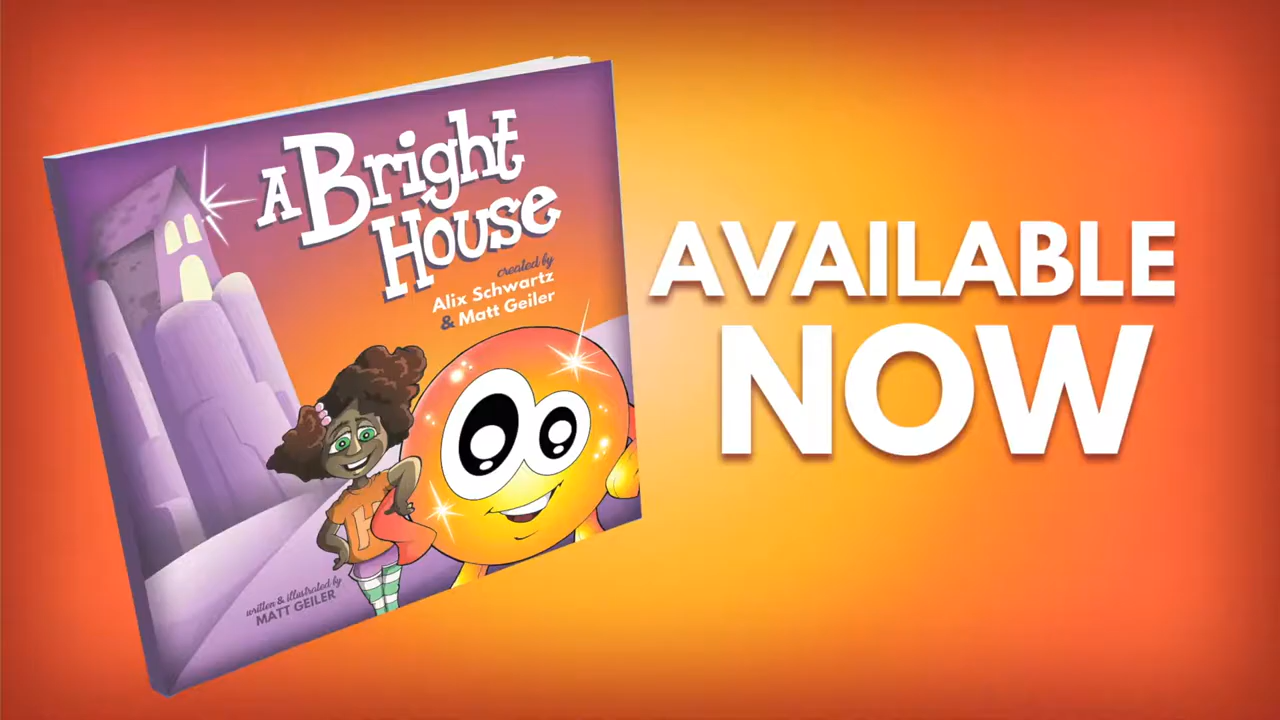 A Bright
House
created by
Alix Schwartz
& Matt Geiler
written & illustrated by
MATT GEILER
AVAILABLE
NOW